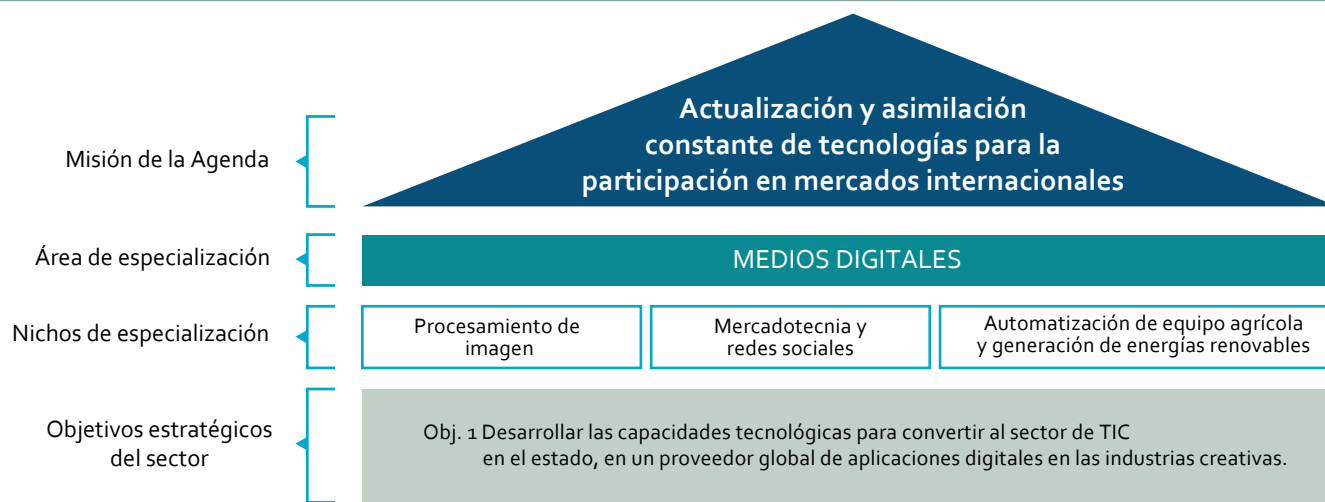 Misión de la Agenda
Actualización y asimilación
constante de tecnologías para la
participación en mercados internacionales
Área de especialización
MEDIOS DIGITALES
Nichos de especialización
Procesamiento de
imagen
Mercadotecnia y
redes sociales
Automatización de equipo agrícola
y generación de energías renovables
Objetivos estratégicos
del sector
Obj. 1 Desarrollar las capacidades tecnológicas para convertir al sector de TIC
en el estado, en un proveedor global de aplicaciones digitales en las industrias creativas.